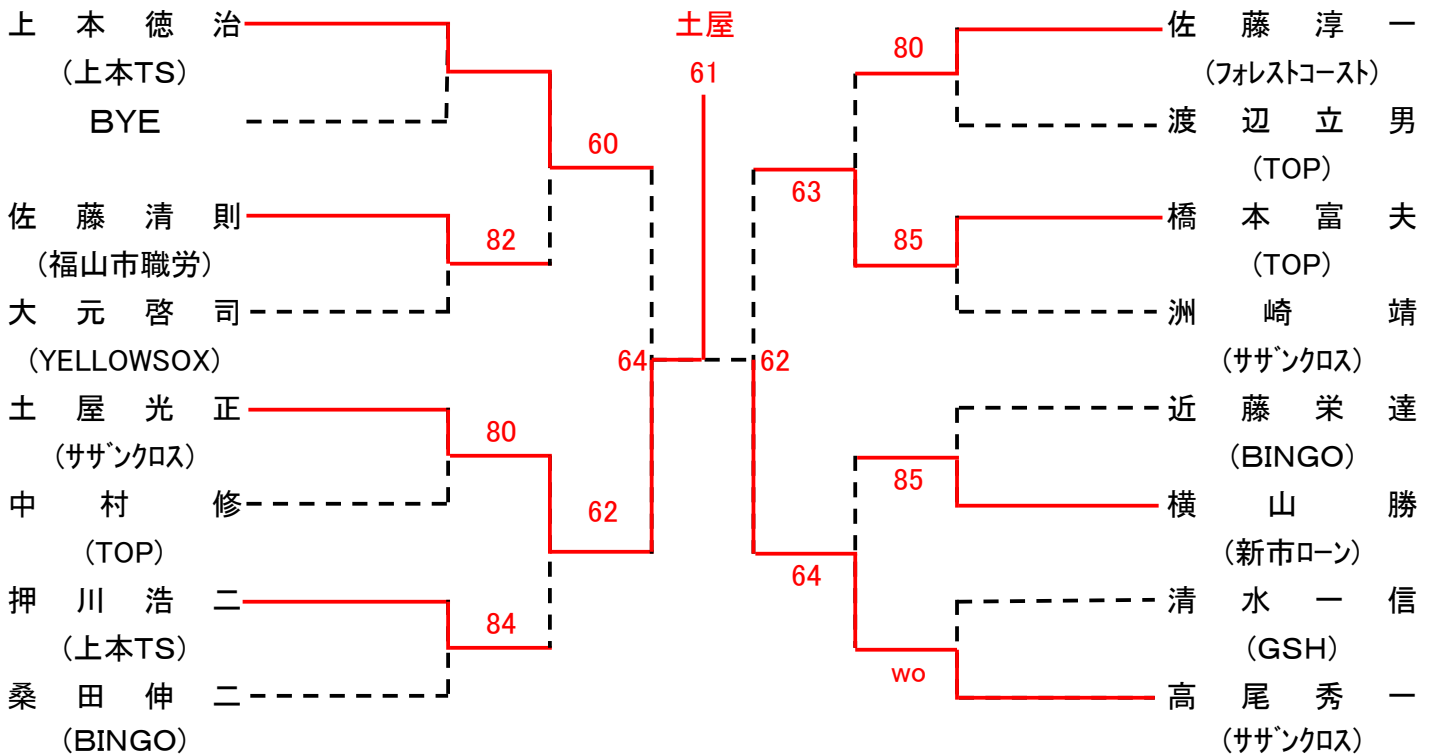 上本徳治
(上本TS)
BYE
佐藤清則
(福山市職労)
大元啓司
(YELLOWSOX)
土屋光正
(サザンクロス)
中村修
(TOP)
押川浩二
(上本TS)
桑田伸二
(BINGO)
60
82
80
62
84
64
土屋
61
62
80
63
85
85
64
wo
佐藤淳一
(フォレストコースト)
渡辺立男
(TOP)
橋本富夫
(TOP)
洲崎靖
(サザンクロス)
近藤栄達
(BINGO)
横山勝
(新市ローン)
清水一信
(GSH)
高尾秀一
(サザンクロス)